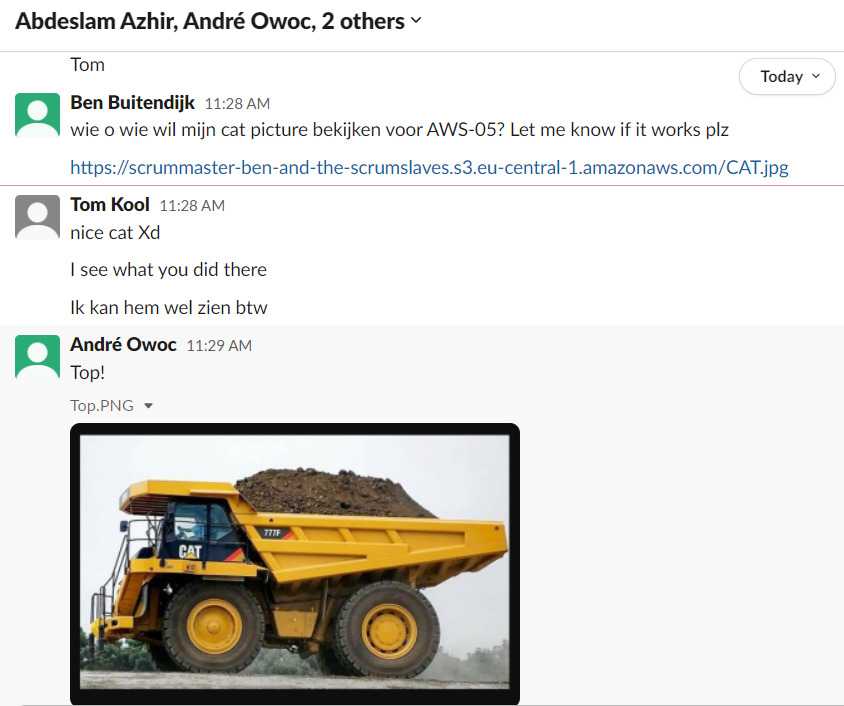 Abdeslam Azhir, André Owoc, 2 others
Tom
Today
Ben Buitendijk 11:28 AM
wie o wie wil mijn cat picture bekijken voor AWS-05? Let me know if it works plz
https://scrummaster-ben-and-the-scrumslaves.s3.eu-central-1.amazonaws.com/CAT.jpg
Tom Kool 11:28 AM
nice cat Xd
I see what you did there
Ik kan hem wel zien btw
André Owoc 11:29 AM
Top!
Top.PNG
777F
CAT